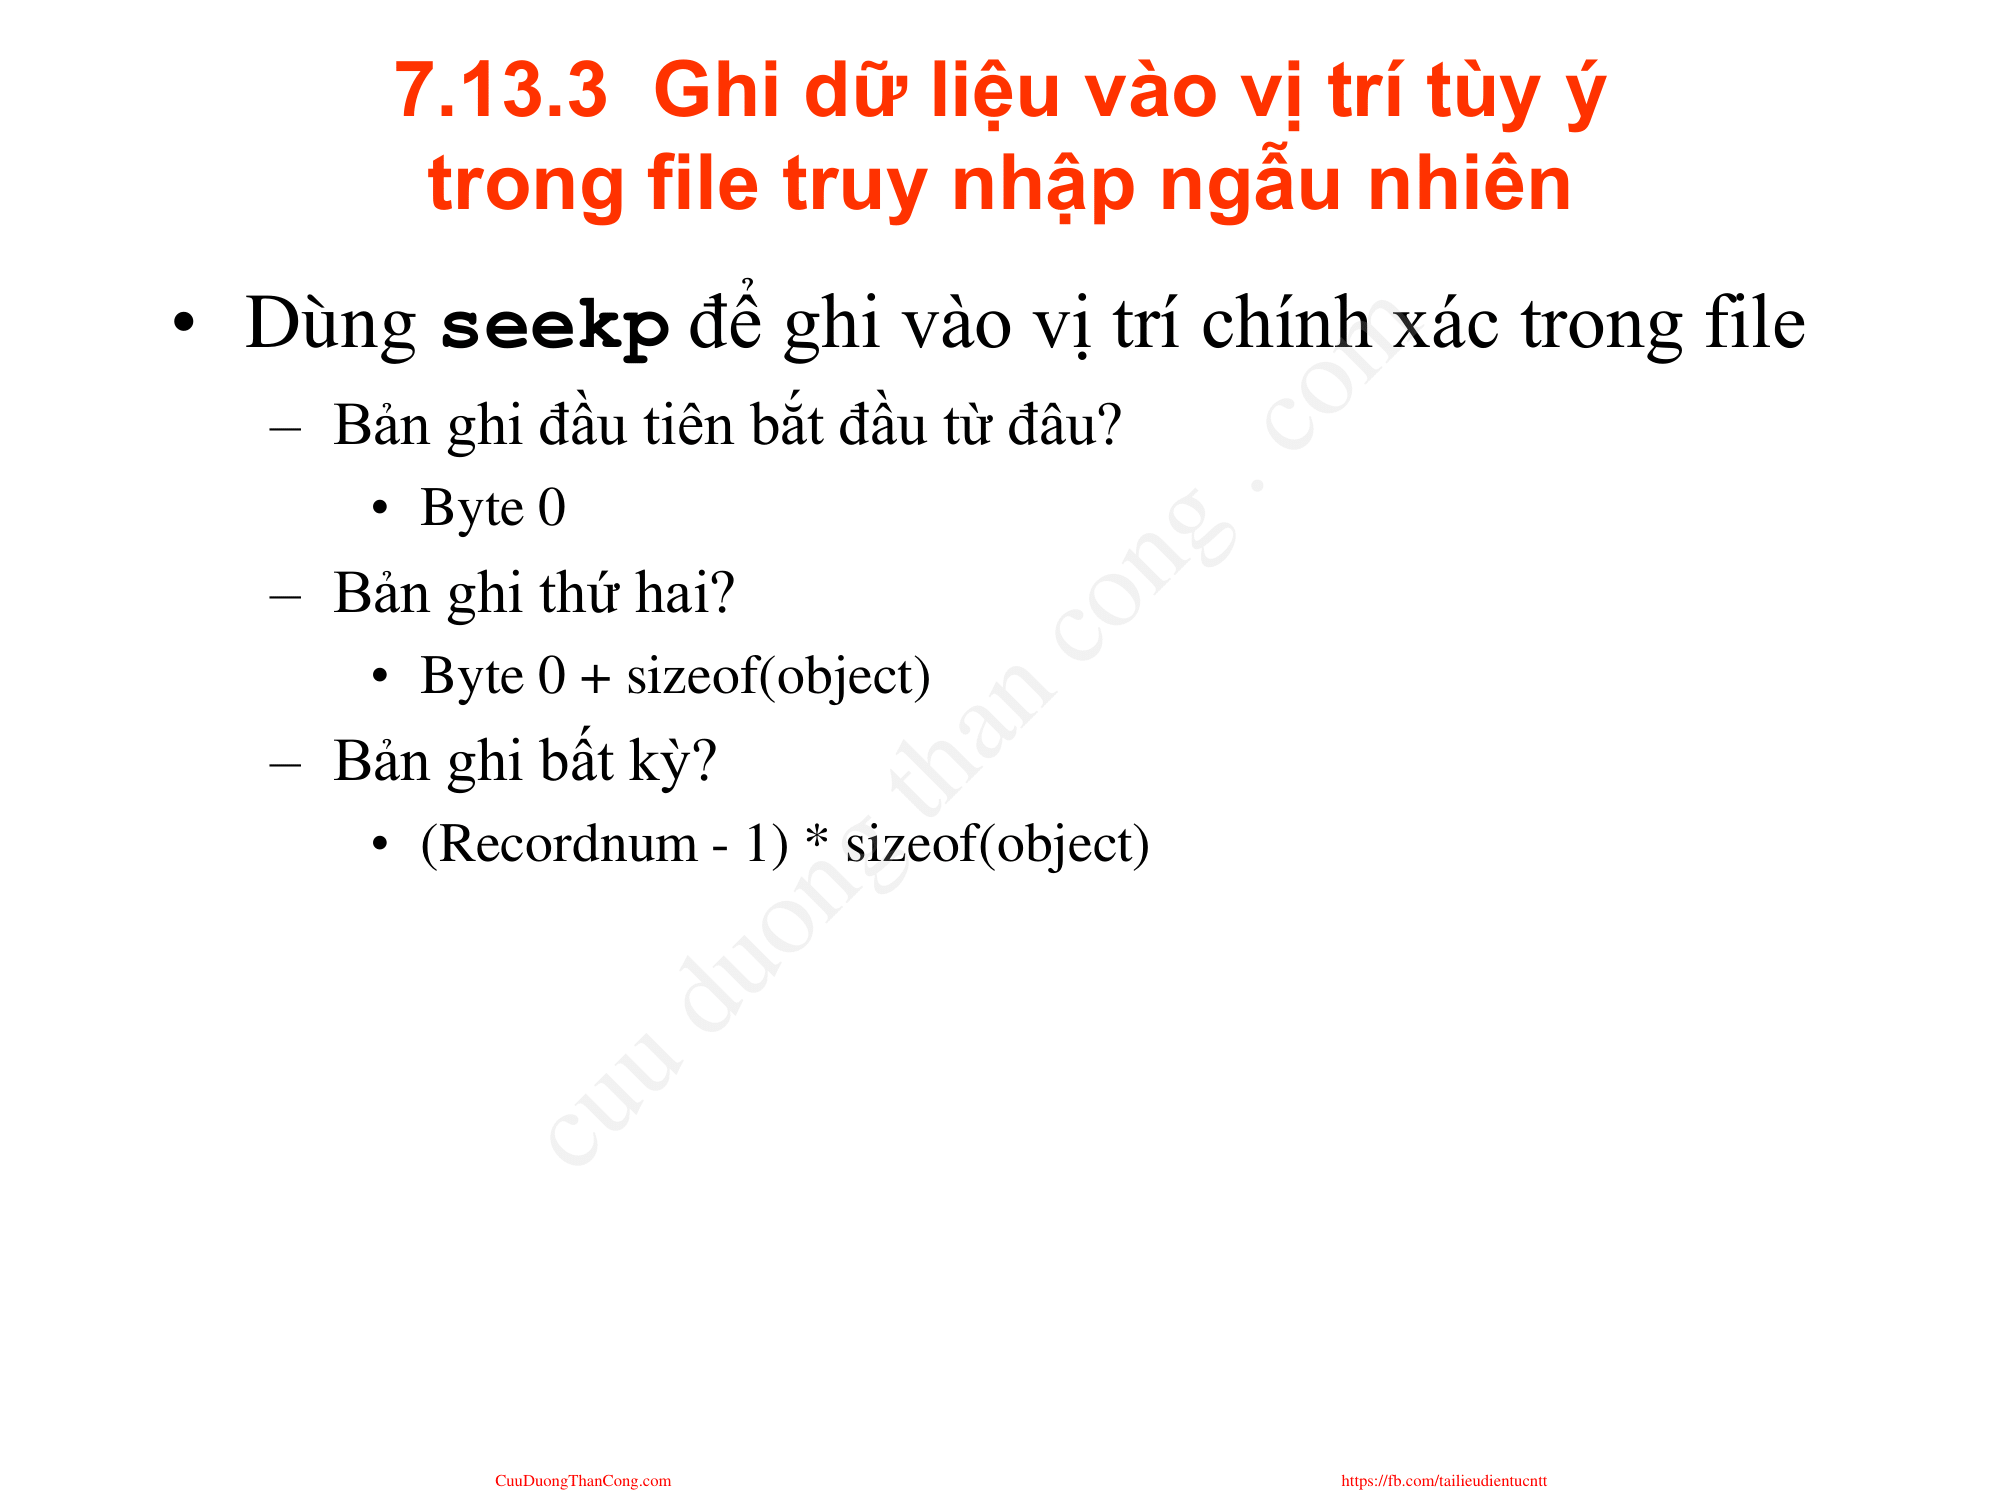 7.13.3 Ghi dữ liệu vào vị trí tùy ý
trong file truy nhập ngẫu nhiên
• Dùng seekp để ghi vào vị trí chính xác trong file
– Bản ghi đầu tiên bắt đầu từ đâu?
• Byte 0
– Bản ghi thứ hai?
• Byte 0 + sizeof(object)
– Bản ghi bất kỳ?
• (Recordnum - 1) * sizeof(object)
cuu duong than cong . com
CuuDuongThanCong.com
https://fb.com/tailieudientucntt